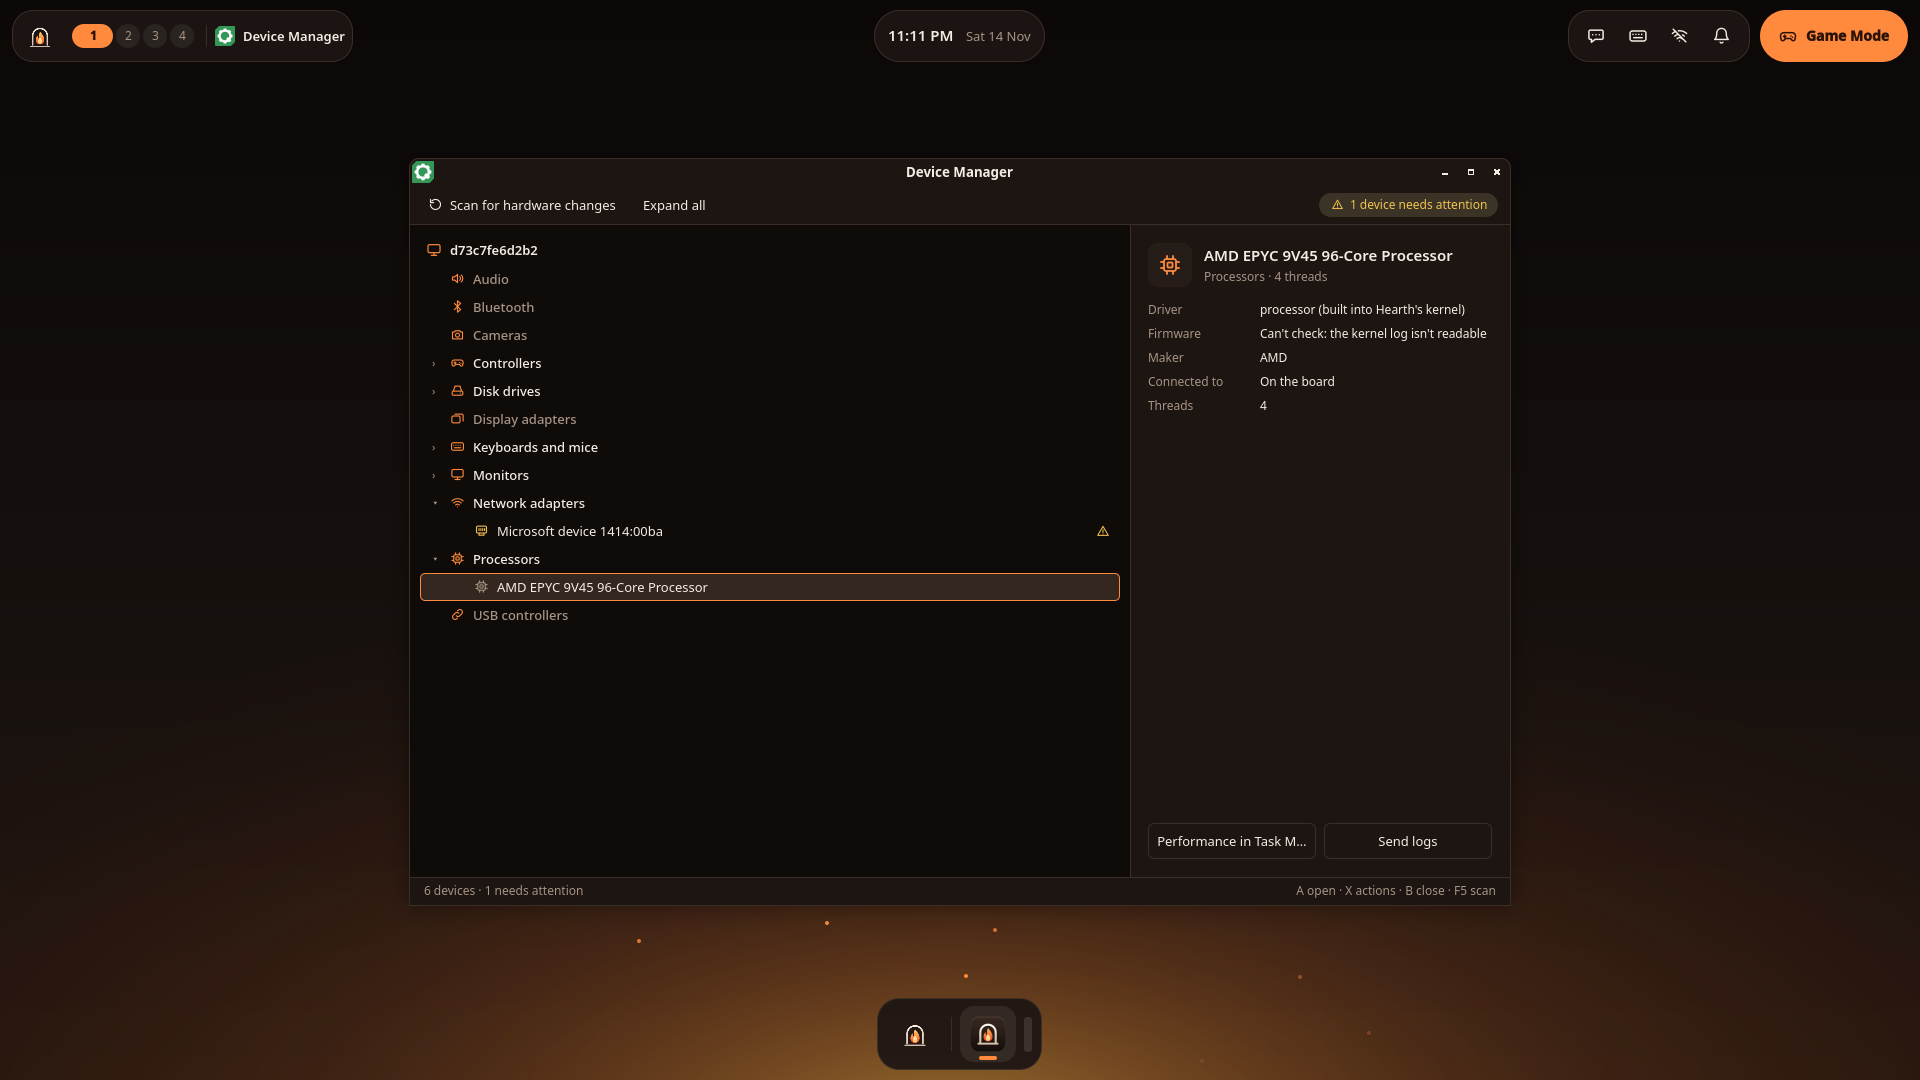 1 2 3 4 Device Manager
11:11 PM Sat 14 Nov
Game Mode
Device Manager
Scan for hardware changes Expand all
1 device needs attention
d73c7fe6d2b2
Audio
Bluetooth
Cameras
Controllers
Disk drives
Display adapters
Keyboards and mice
Monitors
Network adapters
Microsoft device 1414:00ba
Processors
AMD EPYC 9V45 96-Core Processor
USB controllers
AMD EPYC 9V45 96-Core Processor
Processors · 4 threads
Driver processor (built into Hearth's kernel)
Firmware Can't check: the kernel log isn't readable
Maker AMD
Connected to On the board
Threads 4
Performance in Task M... Send logs
6 devices · 1 needs attention
A open · X actions · B close · F5 scan